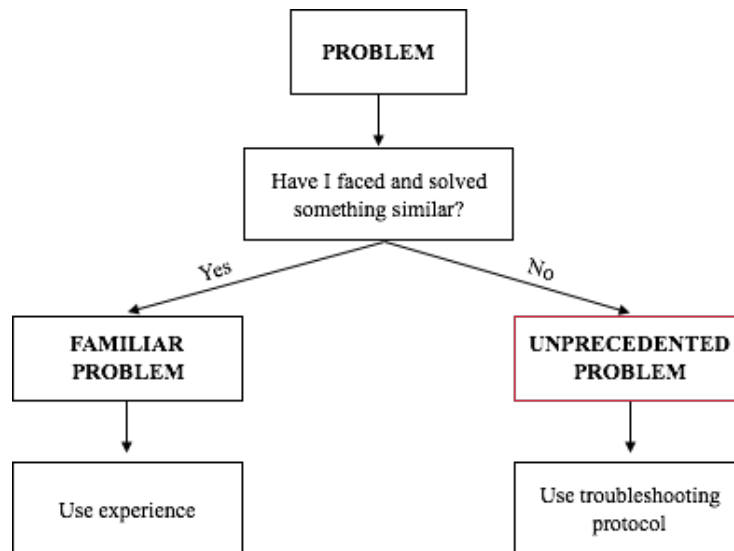 PROBLEM
Have I faced and solved
something similar?
Yes
No
FAMILIAR
PROBLEM
UNPRECEDENTED
PROBLEM
Use experience
Use troubleshooting
protocol